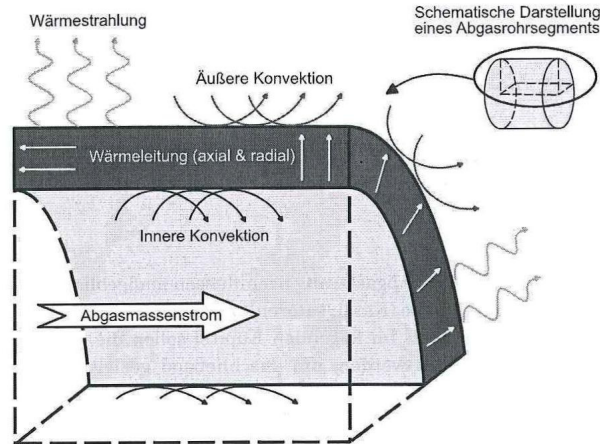 Schematische Darstellung
eines Abgasrohrsegments
Wärmestrahlung
Äußere Konvektion
Wärmeleitung (axial & radial)
Innere Konvektion
Abgasmassenstrom